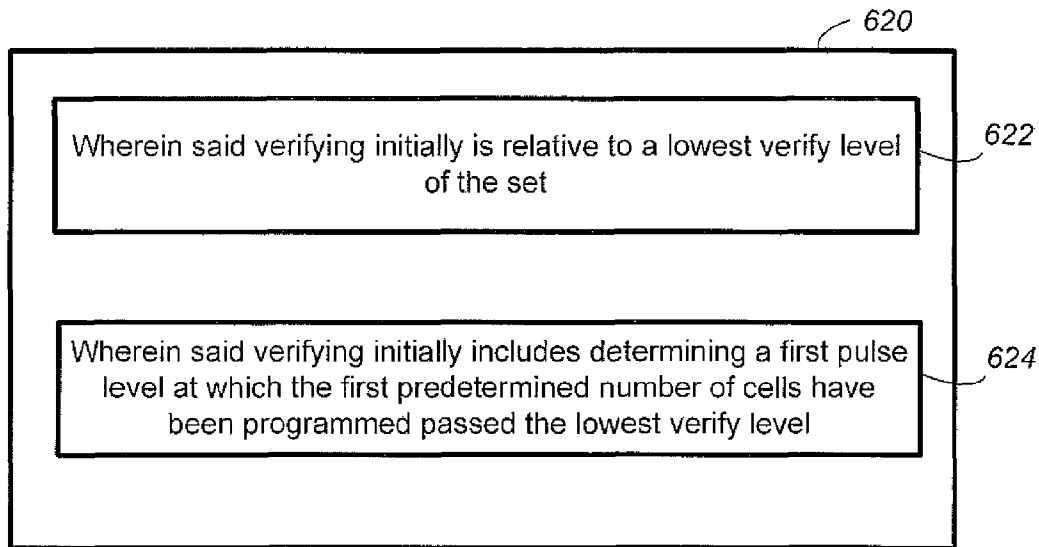 620
Wherein said verifying initially is relative to a lowest verify level
of the set
622
Wherein said verifying initially includes determining a first pulse
level at which the first predetermined number of cells have
been programmed passed the lowest verify level
624